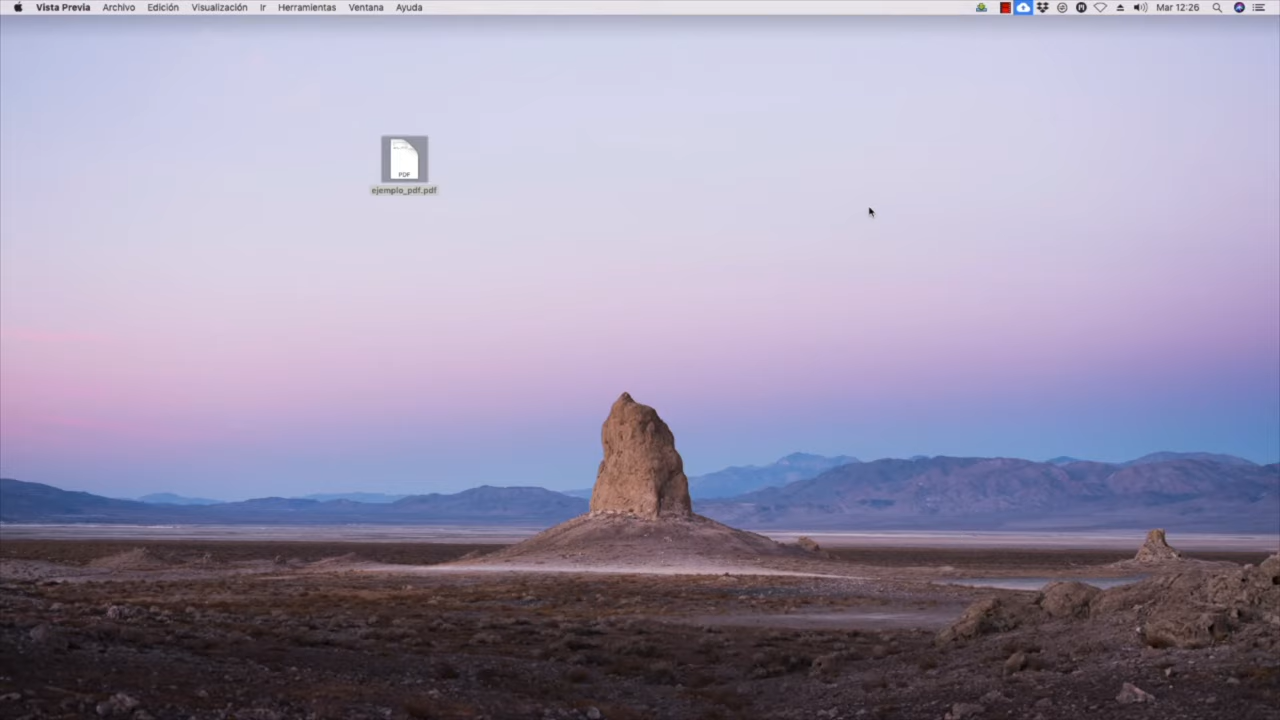 Vista Previa Archivo Edición Visualización Ir Herramientas Ventana Ayuda Mar 12:26
PDF
ejemplo_pdf.pdf